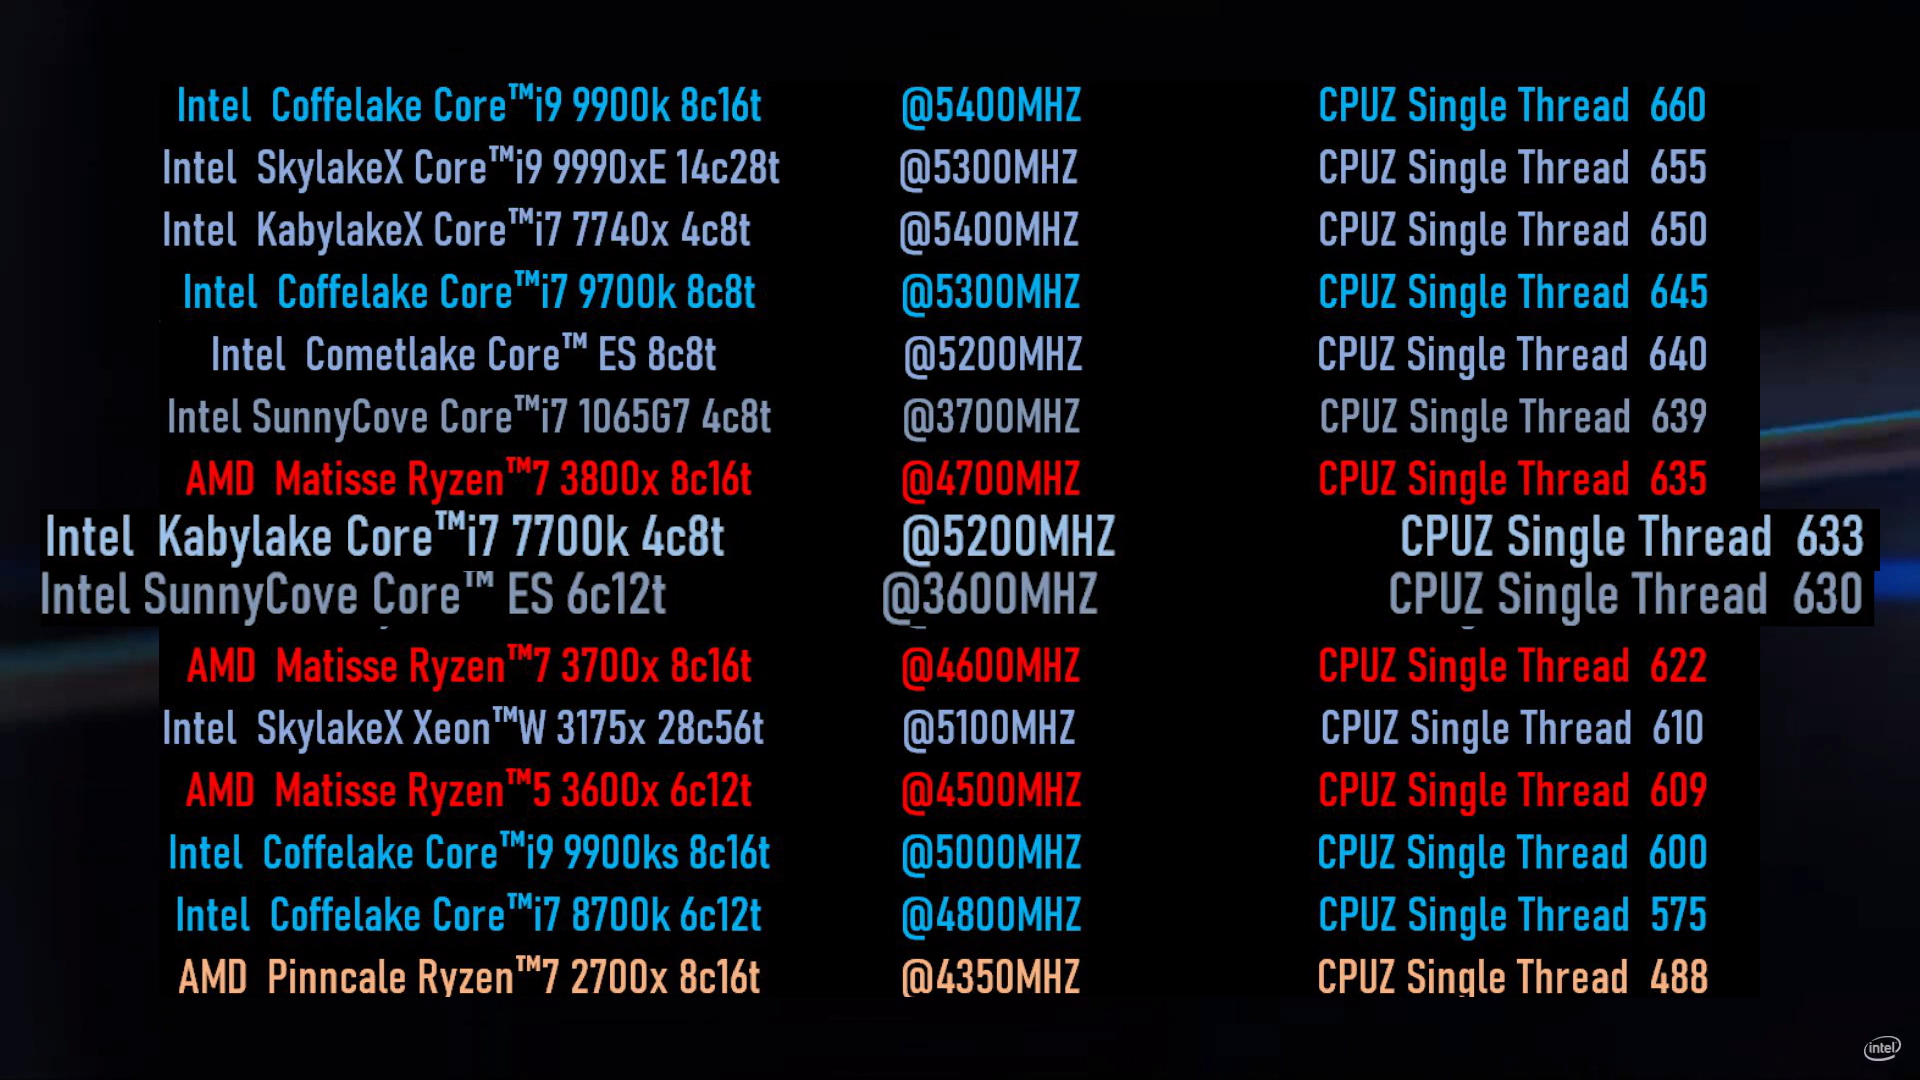 Intel Coffelake Core™i9 9900k 8c16t @5400MHZ CPUZ Single Thread 660
Intel SkylakeX Core™i9 9990xE 14c28t @5300MHZ CPUZ Single Thread 655
Intel KabylakeX Core™i7 7740x 4c8t @5400MHZ CPUZ Single Thread 650
Intel Coffelake Core™i7 9700k 8c8t @5300MHZ CPUZ Single Thread 645
Intel Cometlake Core™ ES 8c8t @5200MHZ CPUZ Single Thread 640
Intel SunnyCove Core™i7 1065G7 4c8t @3700MHZ CPUZ Single Thread 639
AMD Matisse Ryzen™7 3800x 8c16t @4700MHZ CPUZ Single Thread 635
Intel Kabylake Core™i7 7700k 4c8t @5200MHZ CPUZ Single Thread 633
Intel SunnyCove Core™ ES 6c12t @3600MHZ CPUZ Single Thread 630
AMD Matisse Ryzen™7 3700x 8c16t @4600MHZ CPUZ Single Thread 622
Intel SkylakeX Xeon™W 3175x 28c56t @5100MHZ CPUZ Single Thread 610
AMD Matisse Ryzen™5 3600x 6c12t @4500MHZ CPUZ Single Thread 609
Intel Coffelake Core™i9 9900ks 8c16t @5000MHZ CPUZ Single Thread 600
Intel Coffelake Core™i7 8700k 6c12t @4800MHZ CPUZ Single Thread 575
AMD Pinncale Ryzen™7 2700x 8c16t @4350MHZ CPUZ Single Thread 488
intel